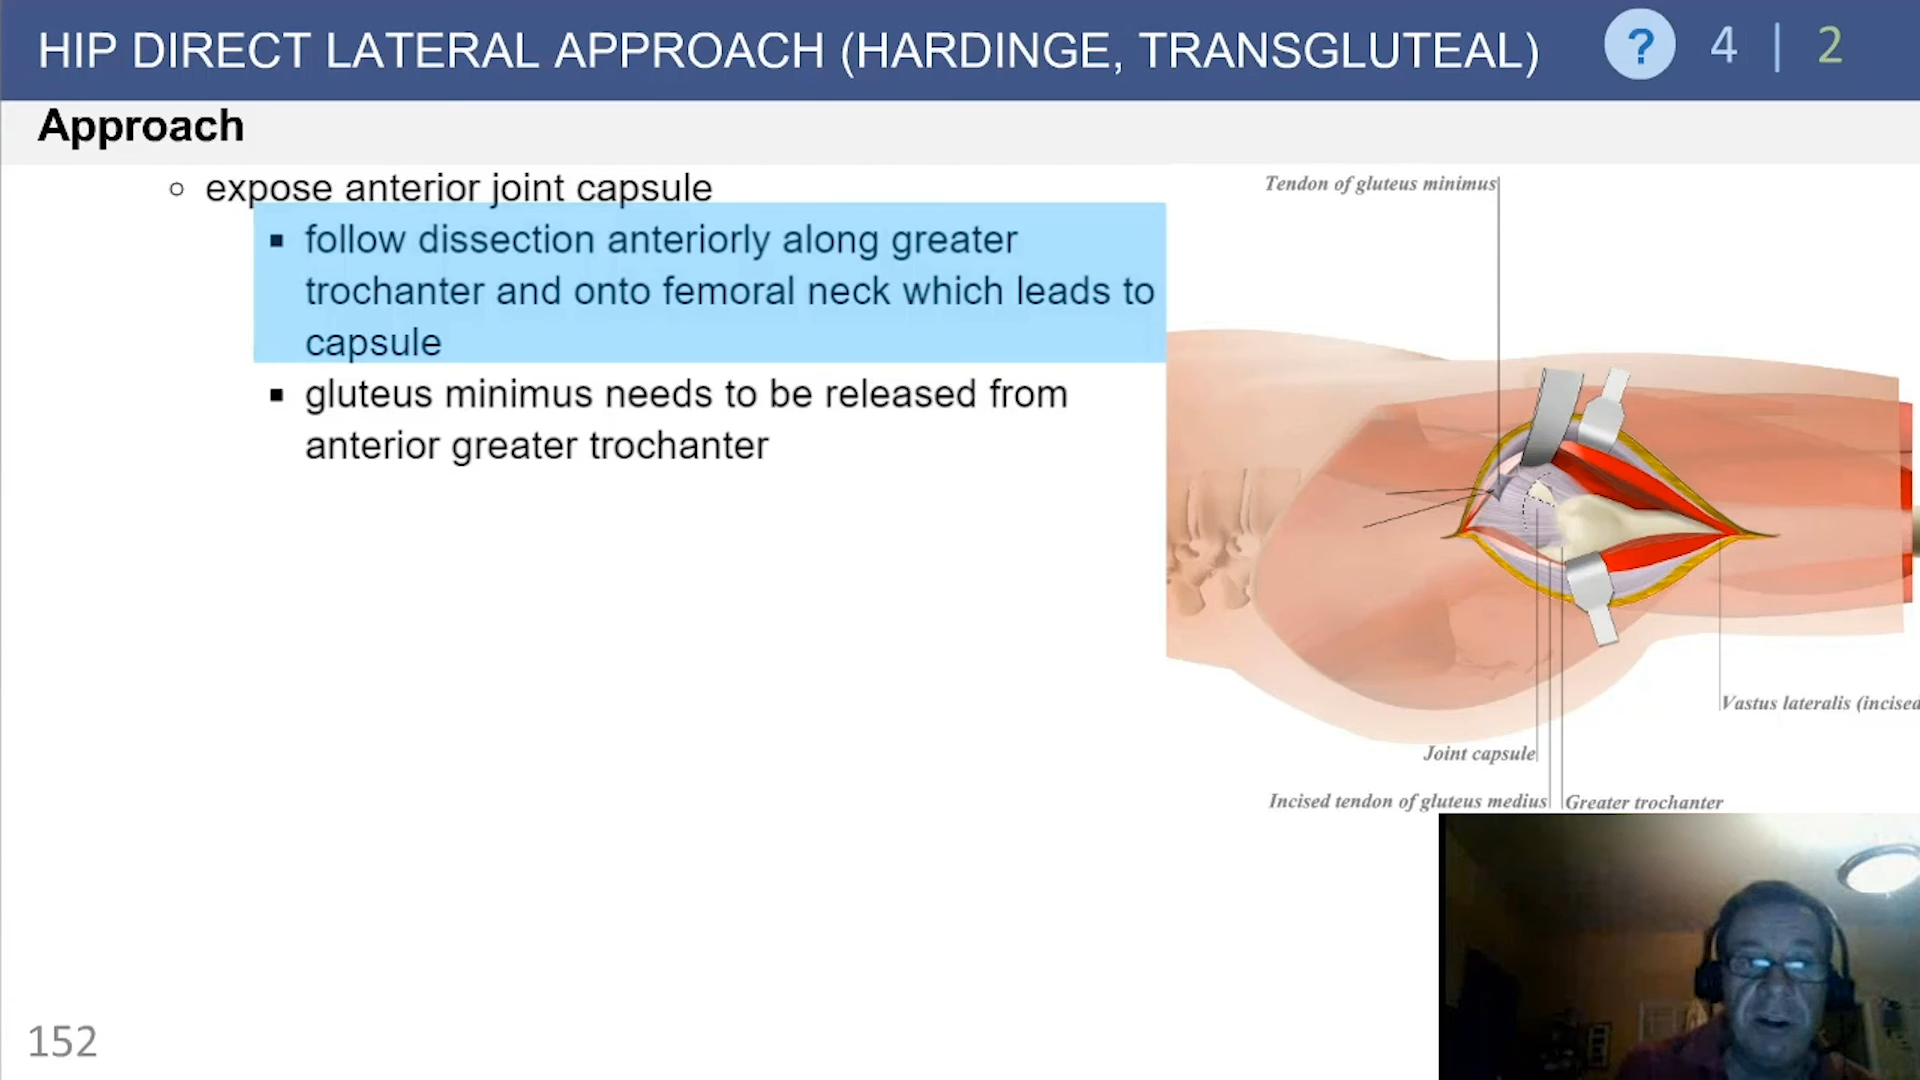 HIP DIRECT LATERAL APPROACH (HARDINGE, TRANSGLUTEAL) ? 4 | 2
Approach
expose anterior joint capsule
follow dissection anteriorly along greater
trochanter and onto femoral neck which leads to
capsule
gluteus minimus needs to be released from
anterior greater trochanter
Tendon of gluteus minimus
Vastus lateralis (incised
Joint capsule
Incised tendon of gluteus medius
Greater trochanter
152